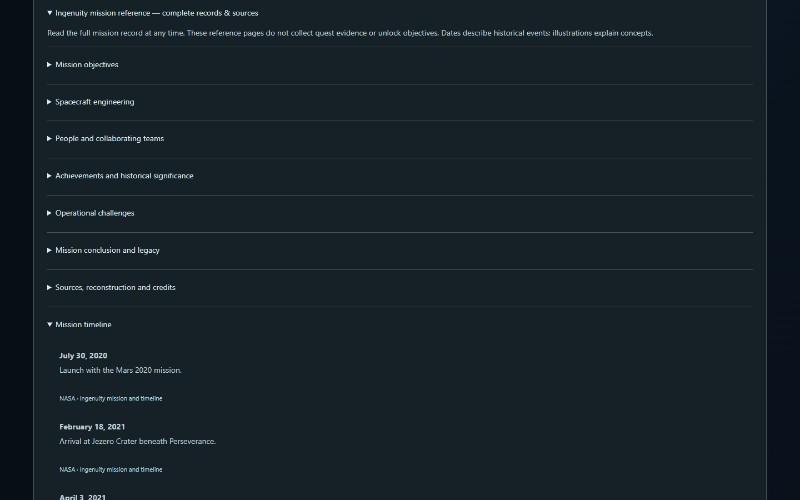 ▼ Ingenuity mission reference — complete records & sources
Read the full mission record at any time. These reference pages do not collect quest evidence or unlock objectives. Dates describe historical events; illustrations explain concepts.
▶ Mission objectives
▶ Spacecraft engineering
▶ People and collaborating teams
▶ Achievements and historical significance
▶ Operational challenges
▶ Mission conclusion and legacy
▶ Sources, reconstruction and credits
▼ Mission timeline
July 30, 2020
Launch with the Mars 2020 mission.
NASA · Ingenuity mission and timeline
February 18, 2021
Arrival at Jezero Crater beneath Perseverance.
NASA · Ingenuity mission and timeline
April 3, 2021